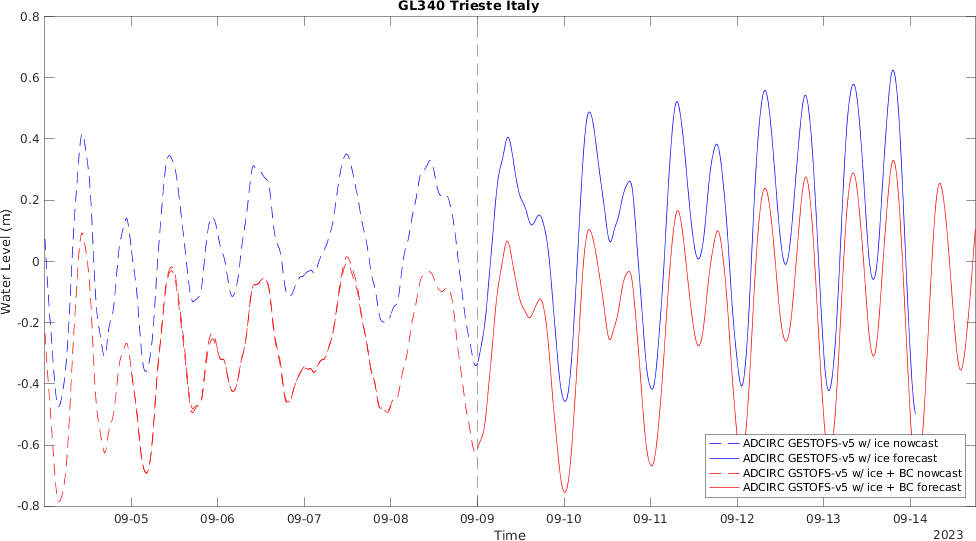 GL340 Trieste Italy
0.8
0.6
0.4
0.2
0
-0.2
-0.4
-0.6
-0.8
Water Level (m)
ADCIRC GESTOFS-v5 w/ ice nowcast
ADCIRC GESTOFS-v5 w/ ice forecast
ADCIRC GSTOFS-v5 w/ ice + BC nowcast
ADCIRC GSTOFS-v5 w/ ice + BC forecast
09-05 09-06 09-07 09-08 09-09 09-10 09-11 09-12 09-13 09-14
Time
2023